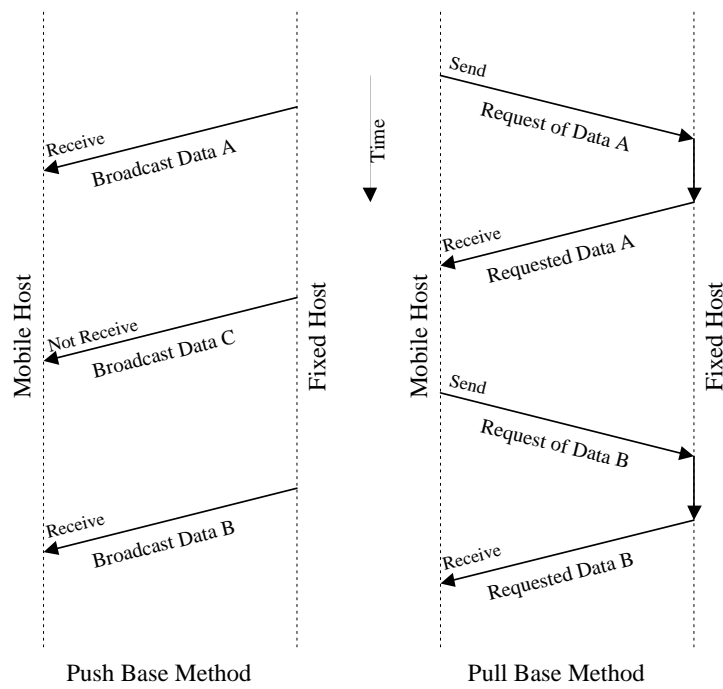 Receive
Broadcast Data A
Mobile Host
Not Receive
Broadcast Data C
Fixed Host
Receive
Broadcast Data B
Push Base Method
Time
Send
Request of Data A
Receive
Requested Data A
Mobile Host
Fixed Host
Send
Request of Data B
Receive
Requested Data B
Pull Base Method